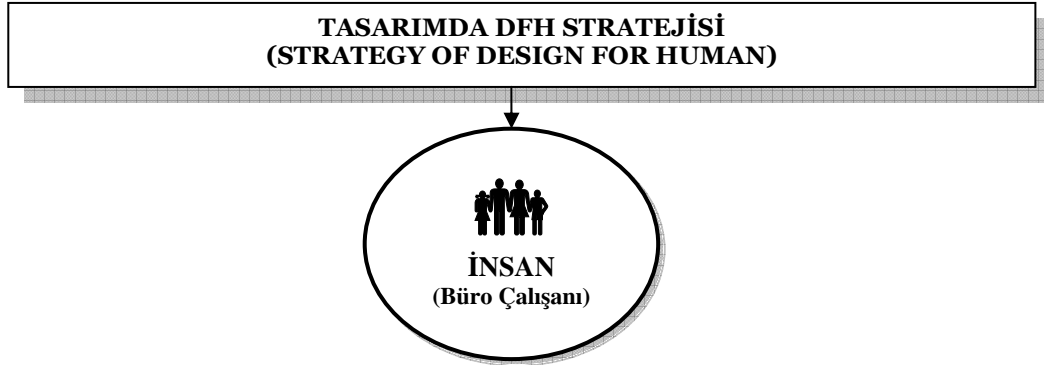 TASARIMDA DFH STRATEJİSİ
(STRATEGY OF DESIGN FOR HUMAN)
İNSAN
(Büro Çalışanı)